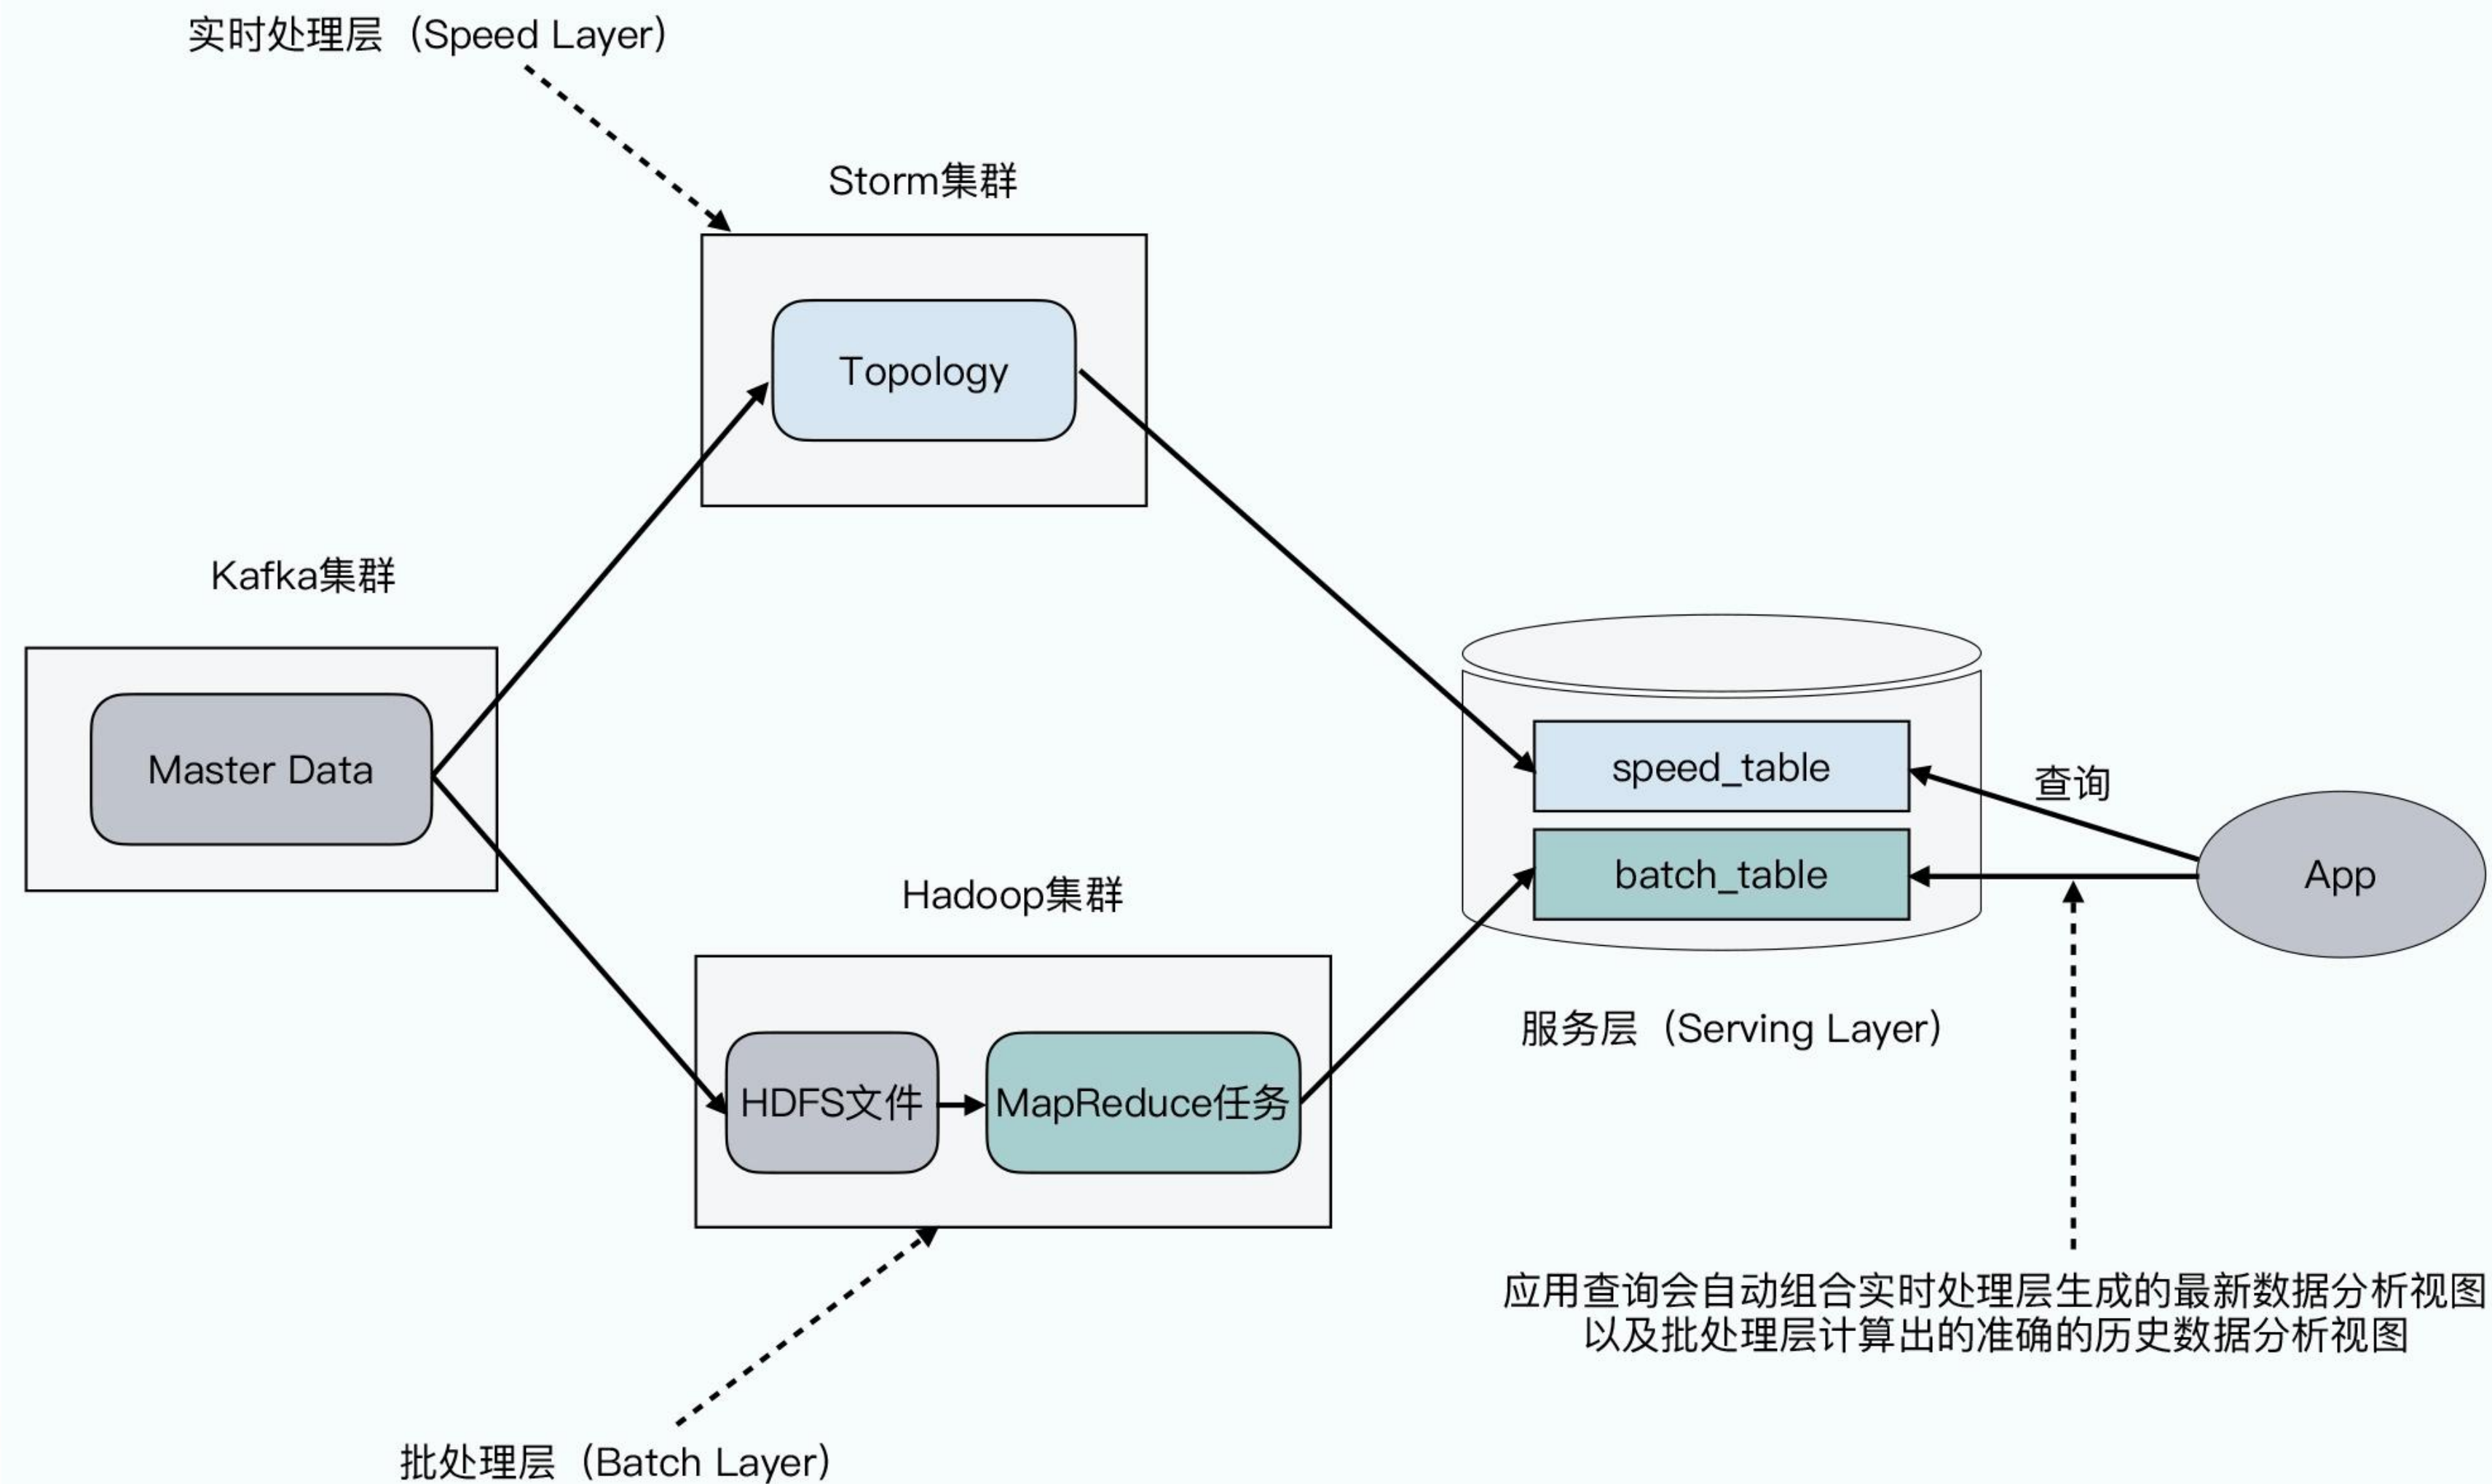 实时处理层（Speed Layer）
Storm集群
Topology
Kafka集群
Master Data
speed_table
查询
batch_table
App
Hadoop集群
HDFS文件
MapReduce任务
服务层（Serving Layer）
应用查询会自动组合实时处理层生成的最新数据分析视图
以及批处理层计算出的准确的历史数据分析视图
批处理层（Batch Layer）